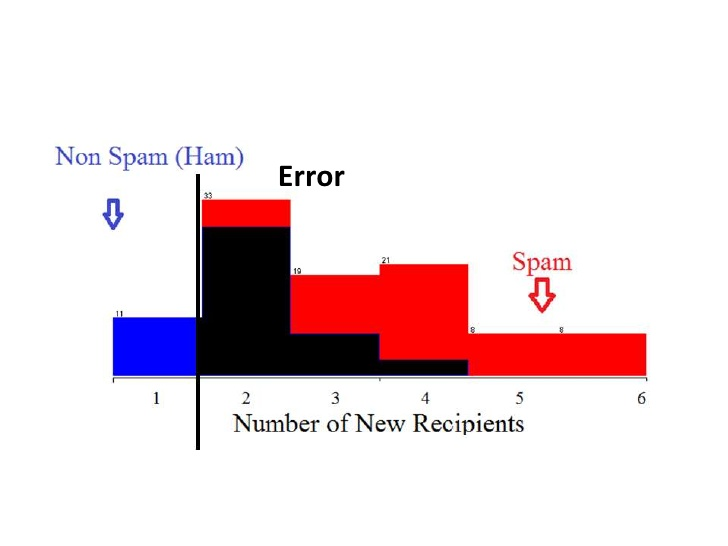 Non Spam (Ham)
Error
33
21
Spam
19
11
8
8
1 2 3 4 5 6
Number of New Recipients